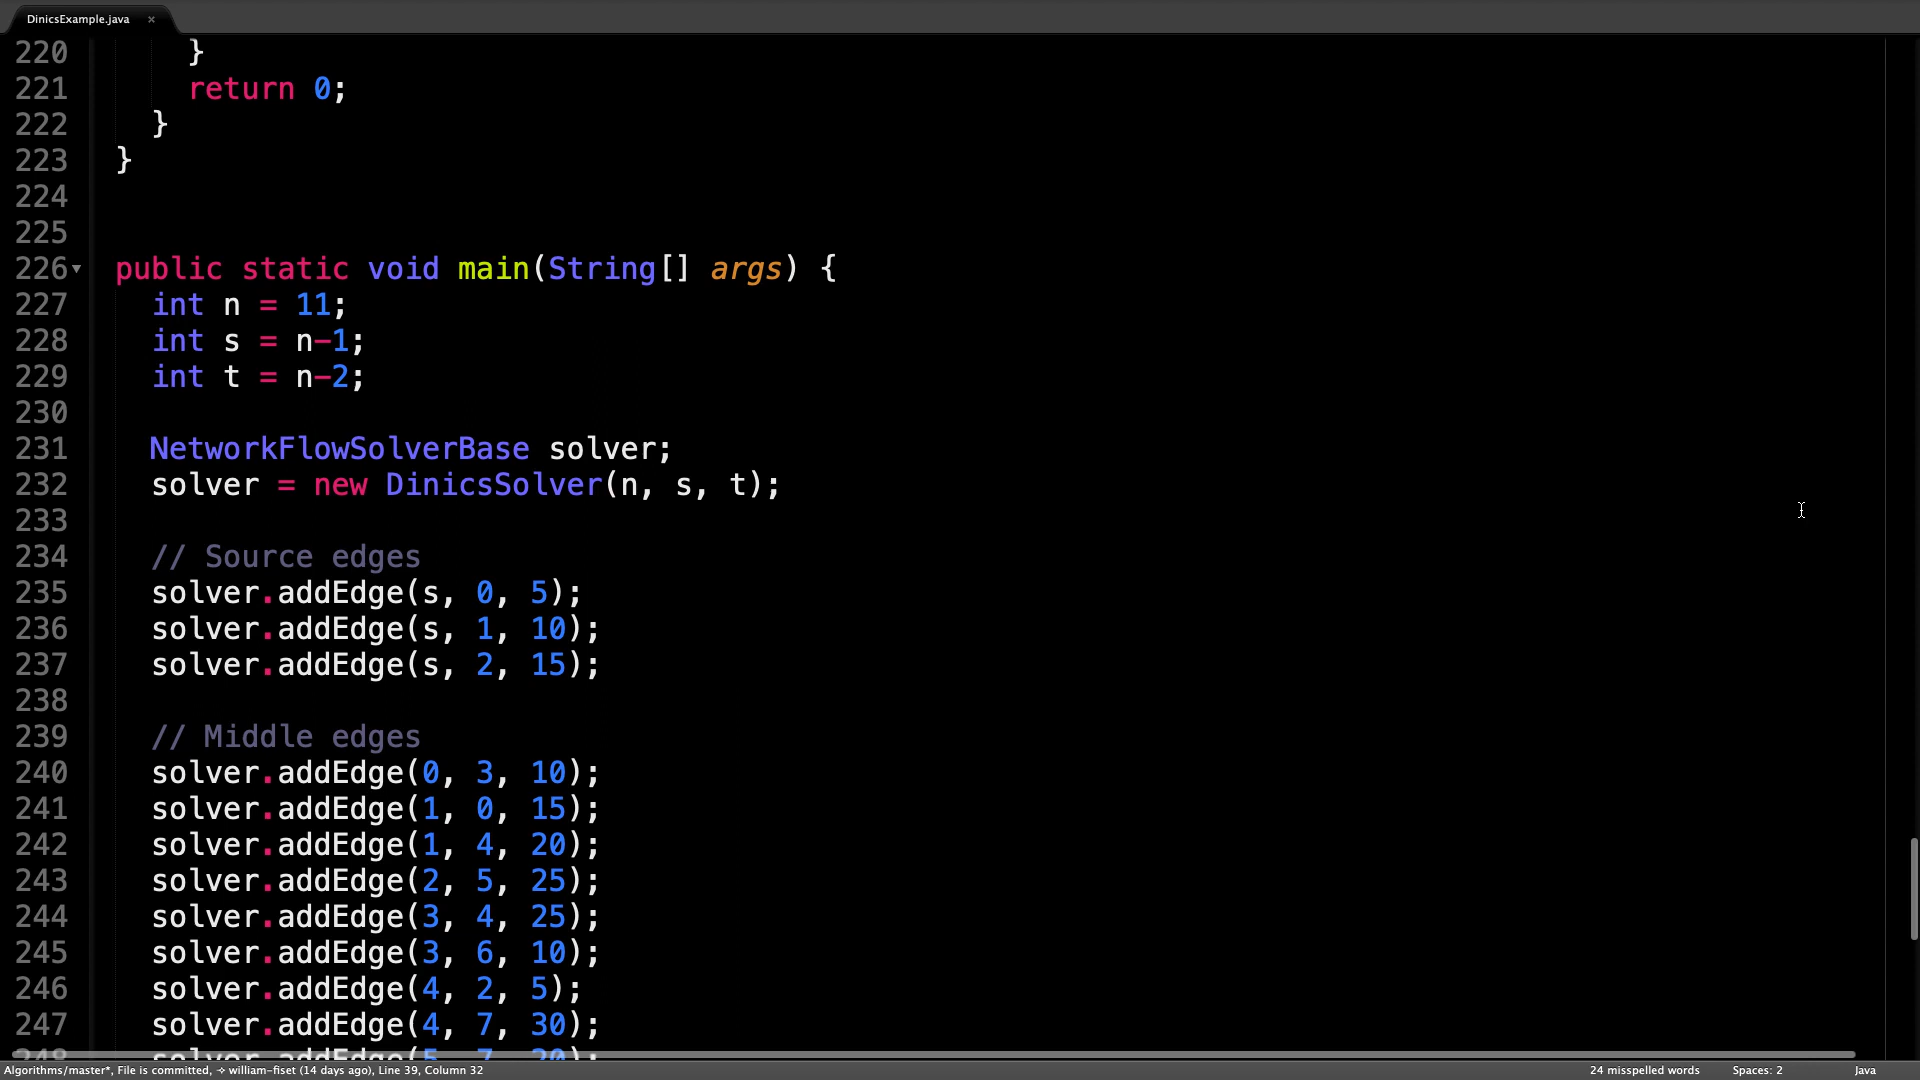 DinicsExample.java ×
220 }
221 return 0;
222 }
223 }
224
225
226 public static void main(String[] args) {
227 int n = 11;
228 int s = n-1;
229 int t = n-2;
230
231 NetworkFlowSolverBase solver;
232 solver = new DinicsSolver(n, s, t);
233
234 // Source edges
235 solver.addEdge(s, 0, 5);
236 solver.addEdge(s, 1, 10);
237 solver.addEdge(s, 2, 15);
238
239 // Middle edges
240 solver.addEdge(0, 3, 10);
241 solver.addEdge(1, 0, 15);
242 solver.addEdge(1, 4, 20);
243 solver.addEdge(2, 5, 25);
244 solver.addEdge(3, 4, 25);
245 solver.addEdge(3, 6, 10);
246 solver.addEdge(4, 2, 5);
247 solver.addEdge(4, 7, 30);
248 solver.addEdge(5, 7, 20);
Algorithms/master*, File is committed, ⊰ william-fiset (14 days ago), Line 39, Column 32 24 misspelled words Spaces: 2 Java